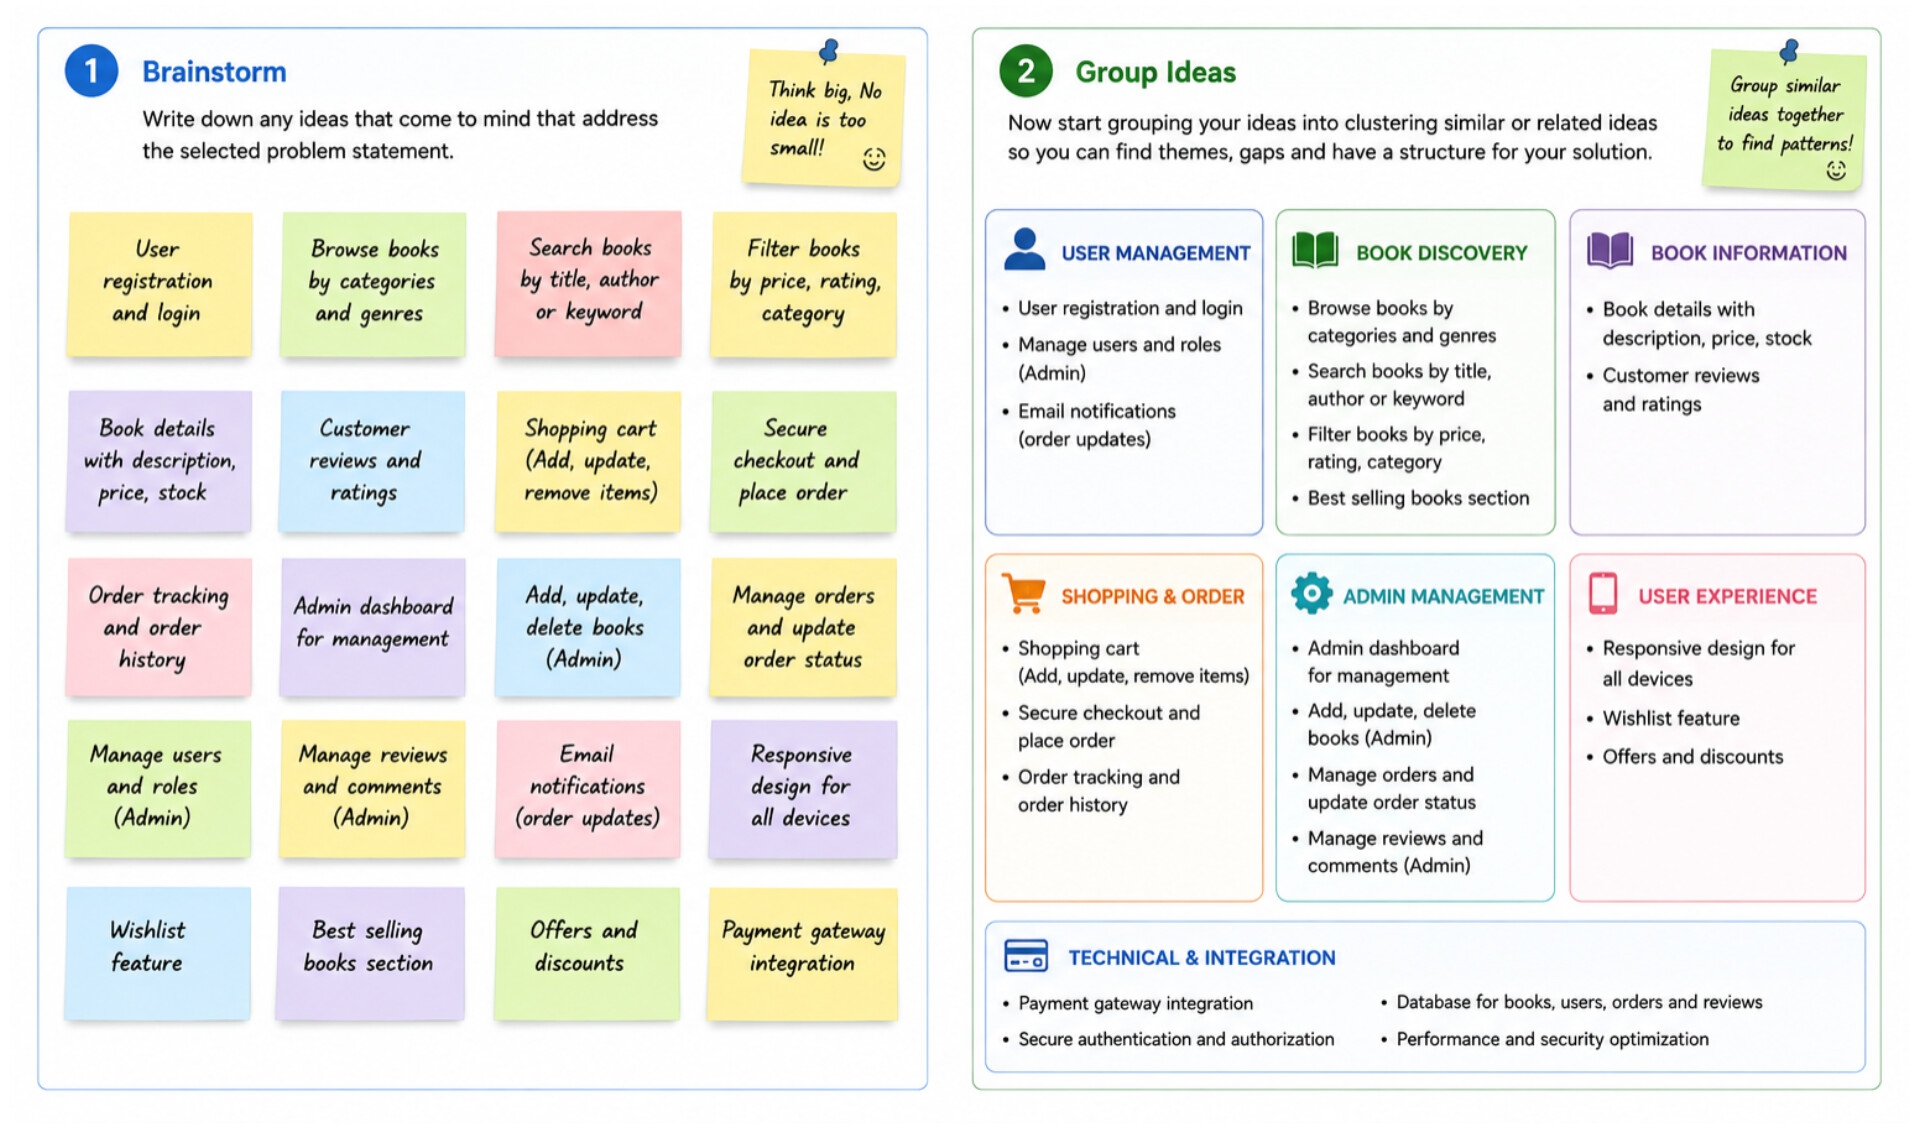 1
Brainstorm
Write down any ideas that come to mind that address
the selected problem statement.
Think big, No
idea is too
small!
User
registration
and login
Browse books
by categories
and genres
Search books
by title, author
or keyword
Filter books
by price, rating,
category
Book details
with description,
price, stock
Customer
reviews and
ratings
Shopping cart
(Add, update,
remove items)
Secure
checkout and
place order
Order tracking
and order
history
Admin dashboard
for management
Add, update,
delete books
(Admin)
Manage orders
and update
order status
Manage users
and roles
(Admin)
Manage reviews
and comments
(Admin)
Email
notifications
(order updates)
Responsive
design for
all devices
Wishlist
feature
Best selling
books section
Offers and
discounts
Payment gateway
integration
2
Group Ideas
Now start grouping your ideas into clustering similar or related ideas
so you can find themes, gaps and have a structure for your solution.
Group similar
ideas together
to find patterns!
USER MANAGEMENT
• User registration and login
• Manage users and roles
(Admin)
• Email notifications
(order updates)
BOOK DISCOVERY
• Browse books by
categories and genres
• Search books by title,
author or keyword
• Filter books by price,
rating, category
• Best selling books section
BOOK INFORMATION
• Book details with
description, price, stock
• Customer reviews
and ratings
SHOPPING & ORDER
• Shopping cart
(Add, update, remove items)
• Secure checkout and
place order
• Order tracking and
order history
ADMIN MANAGEMENT
• Admin dashboard
for management
• Add, update, delete
books (Admin)
• Manage orders and
update order status
• Manage reviews and
comments (Admin)
USER EXPERIENCE
• Responsive design for
all devices
• Wishlist feature
• Offers and discounts
TECHNICAL & INTEGRATION
• Payment gateway integration
• Secure authentication and authorization
• Database for books, users, orders and reviews
• Performance and security optimization